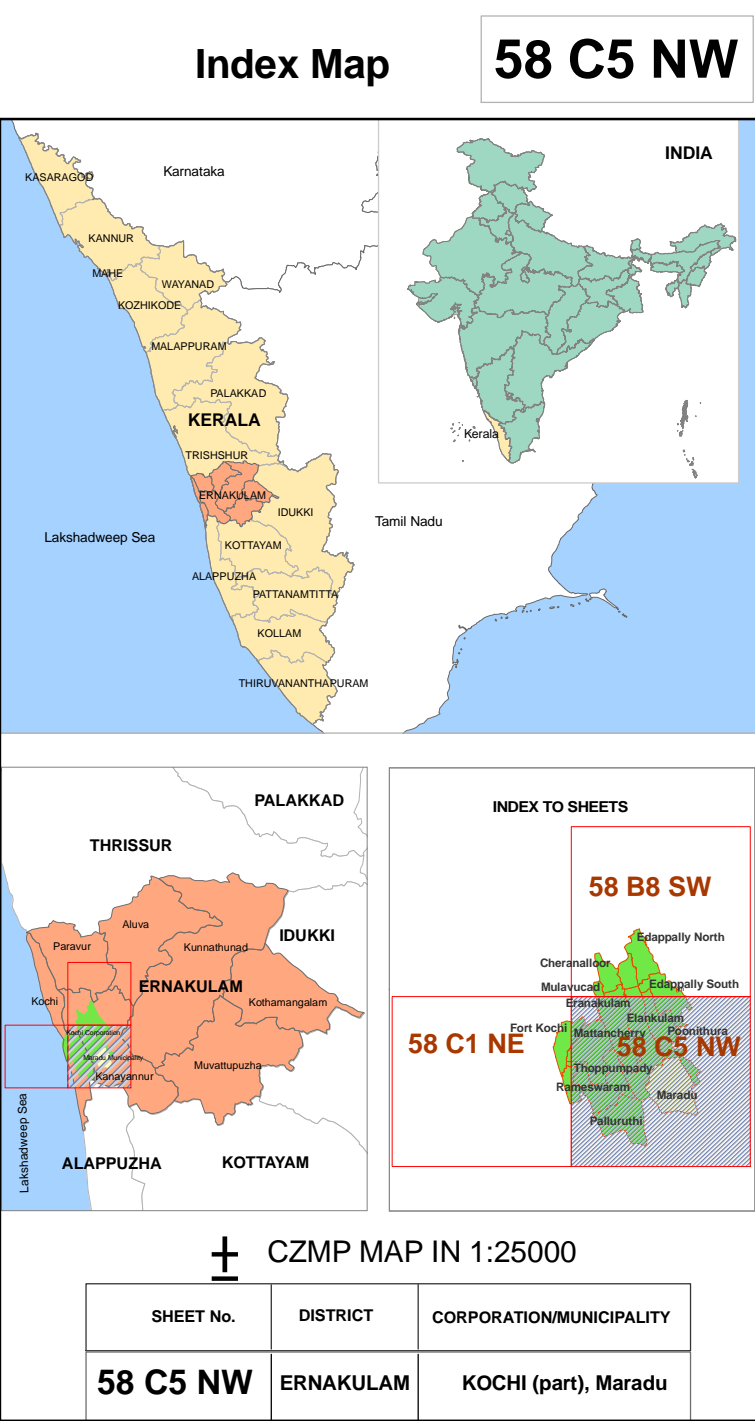 Index Map
58 C5 NW
KASARAGOD
Karnataka
KANNUR
MAHE
WAYANAD
KOZHIKODE
MALAPPURAM
PALAKKAD
KERALA
TRISHSHUR
ERNAKULAM
IDUKKI
Lakshadweep Sea
Tamil Nadu
KOTTAYAM
ALAPPUZHA
PATTANAMTITTA
KOLLAM
THIRUVANANTHAPURAM
INDIA
Kerala
PALAKKAD
THRISSUR
Aluva
IDUKKI
Paravur
Kunnathunad
ERNAKULAM
Kochi
Kothamangalam
Kochi Corporation
Maradu Municipality
Muvattupuzha
Kanayannur
Lakshadweep Sea
ALAPPUZHA
KOTTAYAM
INDEX TO SHEETS
58 B8 SW
Edappally North
Cheranalloor
Mulavucad
Edappally South
Eranakulam
Elankulam
Fort Kochi
Mattancherry
Poonithura
58 C1 NE
58 C5 NW
Thoppumpady
Rameswaram
Maradu
Palluruthi
± CZMP MAP IN 1:25000
SHEET No. DISTRICT CORPORATION/MUNICIPALITY
58 C5 NW ERNAKULAM KOCHI (part), Maradu